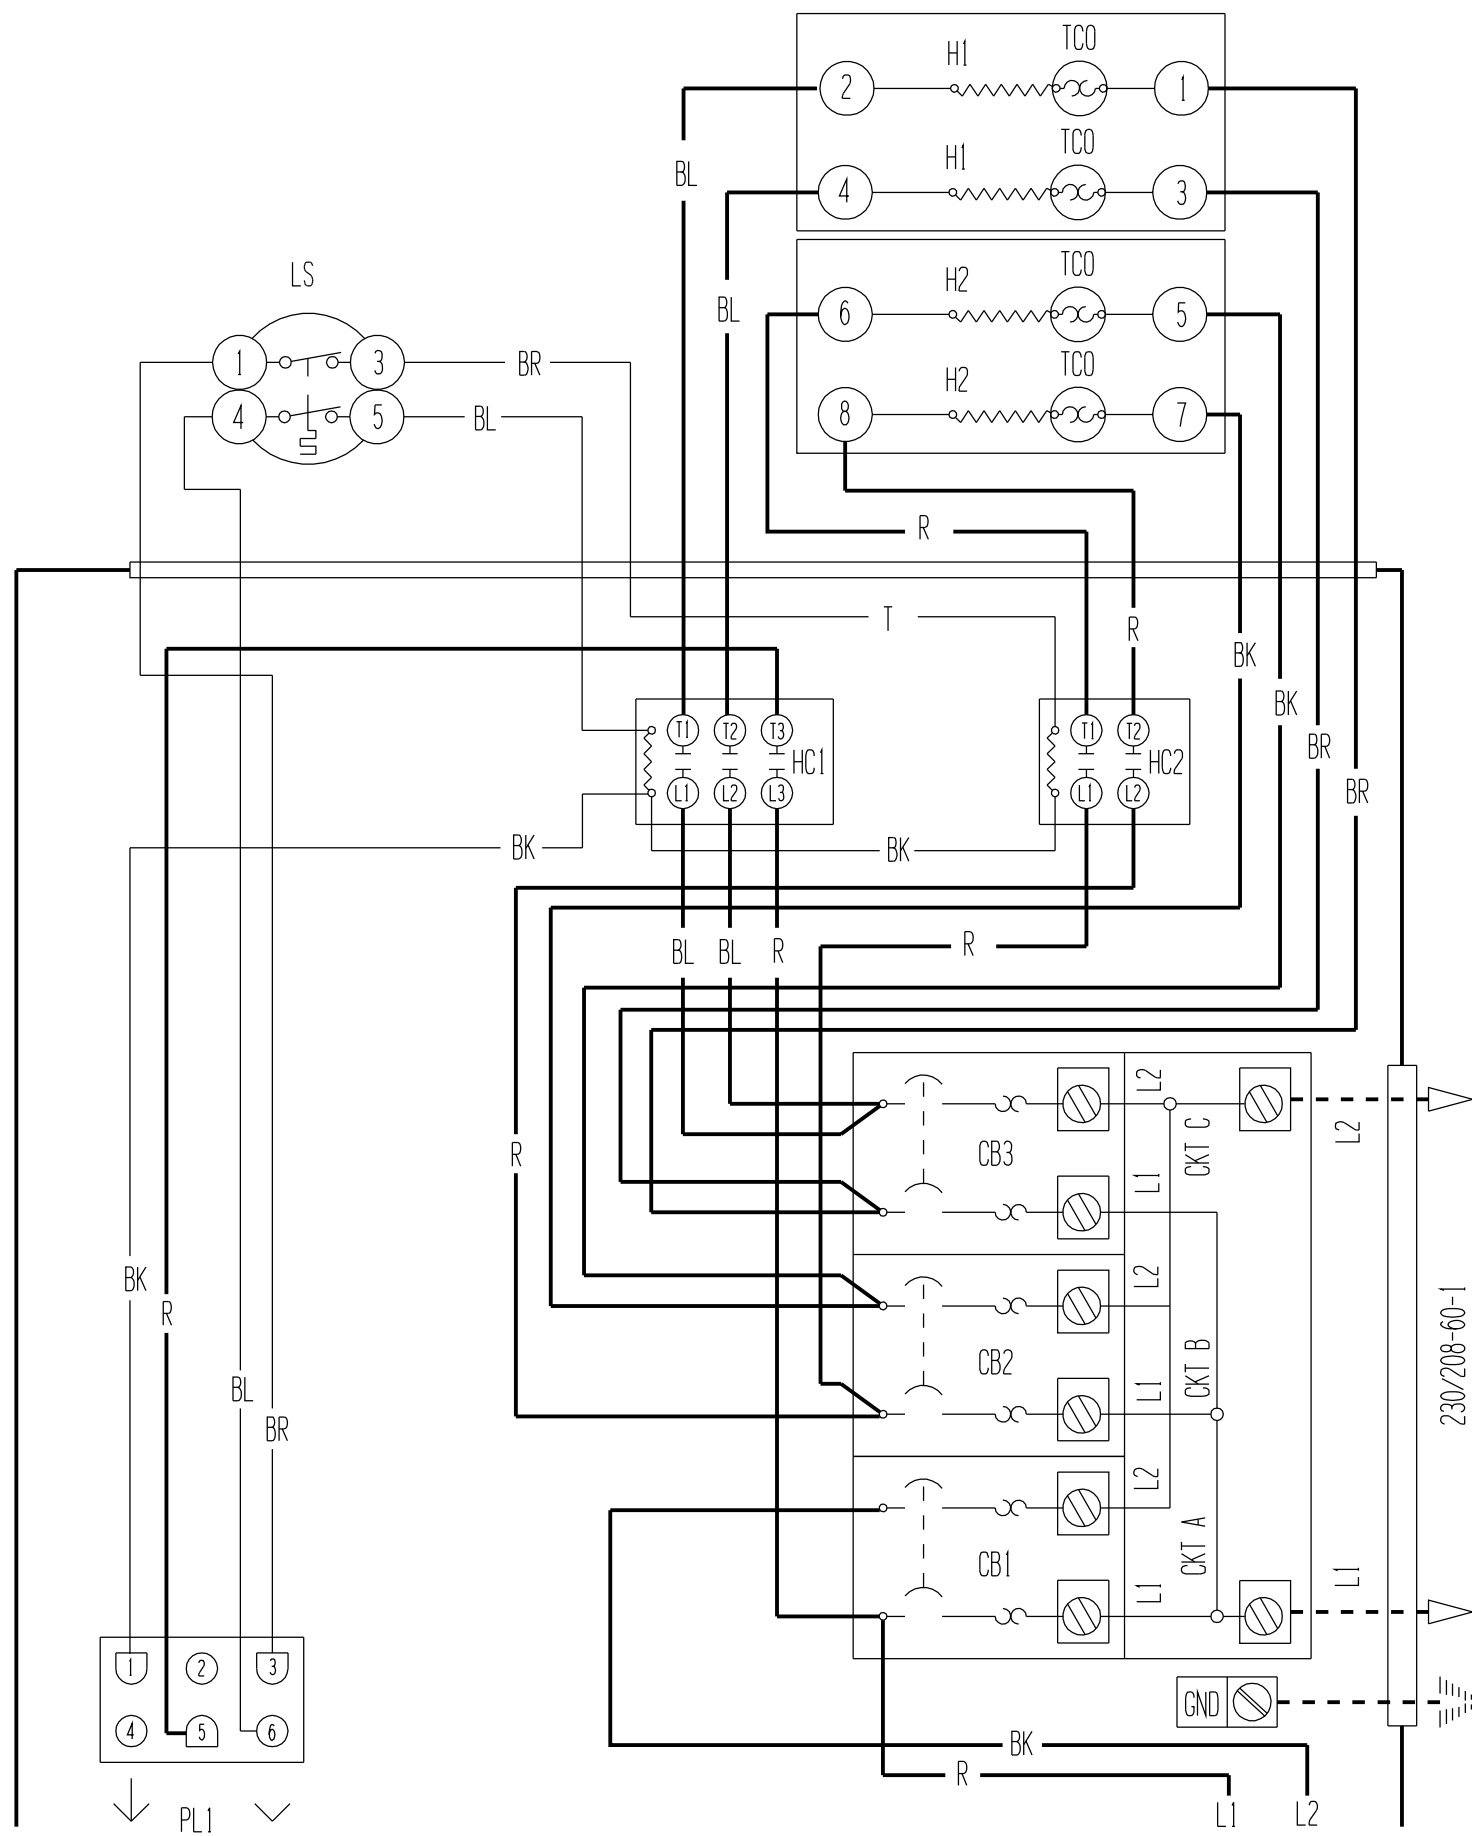 TCO
H1
2
1
TCO
H1
BL
4
3
TCO
H2
LS
6
5
BL
1
3
BR
TCO
H2
4
5
BL
8
7
R
T
R
BK
BK
T1
T2
T3
T1
T2
BR
HC1
HC2
L1
L2
L3
L1
L2
BR
BK
BK
BL
BL
R
R
L2
L2
CKT C
R
CB3
L1
BK
L2
R
230/208-60-1
CB2
CKT B
BL
L1
BR
L2
CKT A
CB1
L1
L1
1
2
3
GND
4
5
6
BK
R
PL1
L1
L2